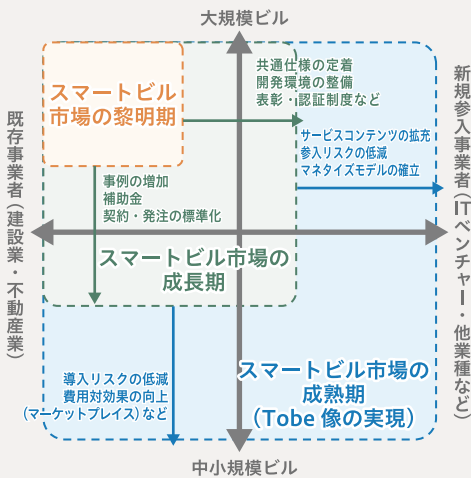 大規模ビル
共通仕様の定着
開発環境の整備
表彰・認証制度など
スマートビル
市場の黎明期
サービスコンテンツの拡充
参入リスクの低減
マネタイズモデルの確立
既存事業者（建設業・不動産業）
新規参入事業者（ITベンチャー・他業種など）
事例の増加
補助金
契約・発注の標準化
スマートビル市場の
成長期
導入リスクの低減
費用対効果の向上
（マーケットプレイス）など
スマートビル市場の
成熟期
（Tobe 像の実現）
中小規模ビル